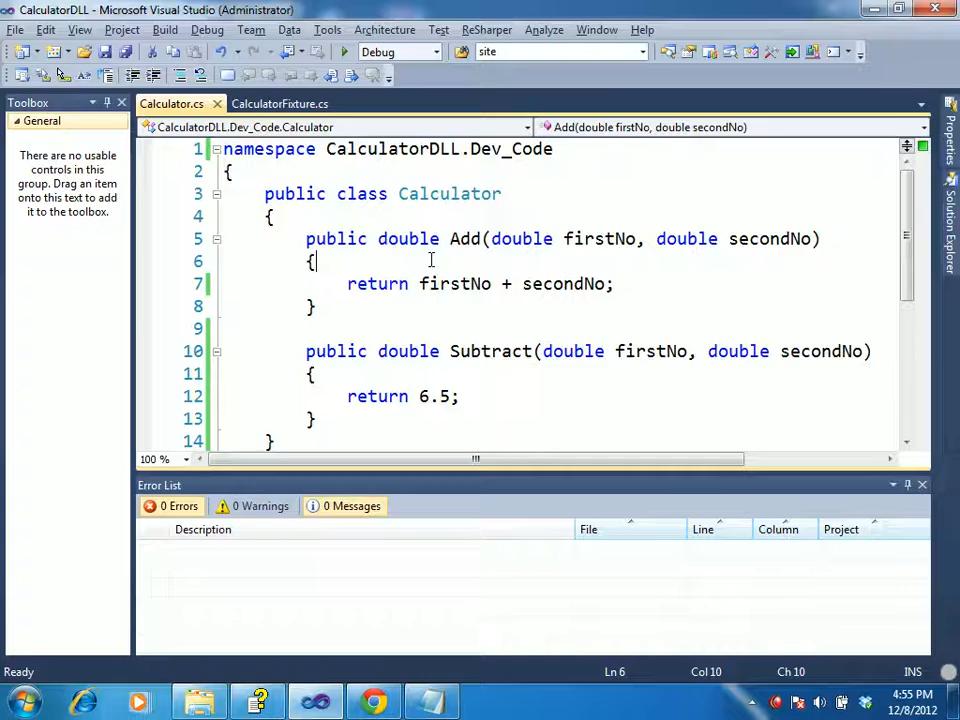 CalculatorDLL - Microsoft Visual Studio (Administrator)
File Edit View Project Build Debug Team Data Tools Architecture Test ReSharper Analyze Window Help
Debug site
Toolbox
Calculator.cs CalculatorFixture.cs
General
CalculatorDLL.Dev_Code.Calculator Add(double firstNo, double secondNo)
There are no usable
controls in this
group. Drag an item
onto this text to add
it to the toolbox.
1 namespace CalculatorDLL.Dev_Code
2 {
3 public class Calculator
4 {
5 public double Add(double firstNo, double secondNo)
6 {
7 return firstNo + secondNo;
8 }
9
10 public double Subtract(double firstNo, double secondNo)
11 {
12 return 6.5;
13 }
14 }
100 %
Properties
Solution Explorer
Error List
0 Errors 0 Warnings 0 Messages
Description File Line Column Project
Ready Ln 6 Col 10 Ch 10 INS
4:55 PM
12/8/2012